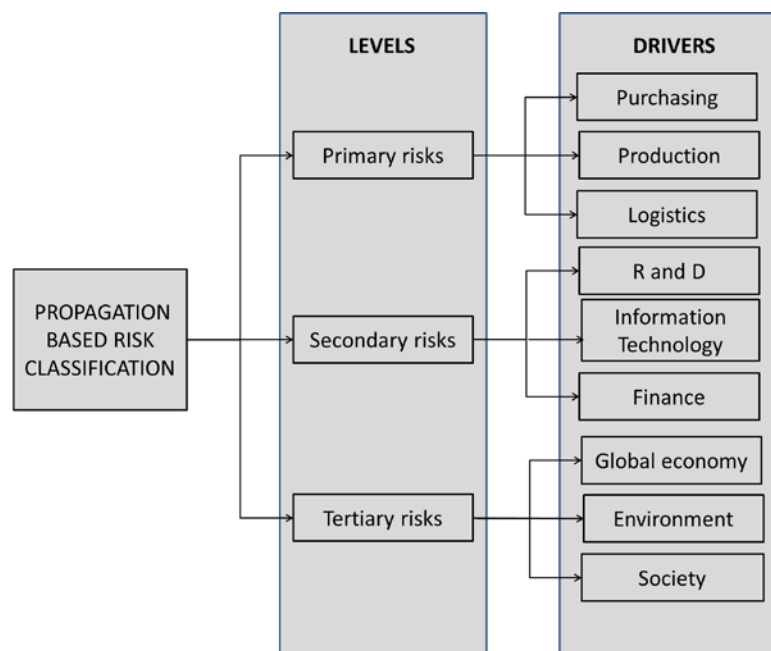 LEVELS
DRIVERS
Purchasing
Primary risks
Production
Logistics
PROPAGATION
BASED RISK
CLASSIFICATION
R and D
Secondary risks
Information
Technology
Finance
Global economy
Tertiary risks
Environment
Society